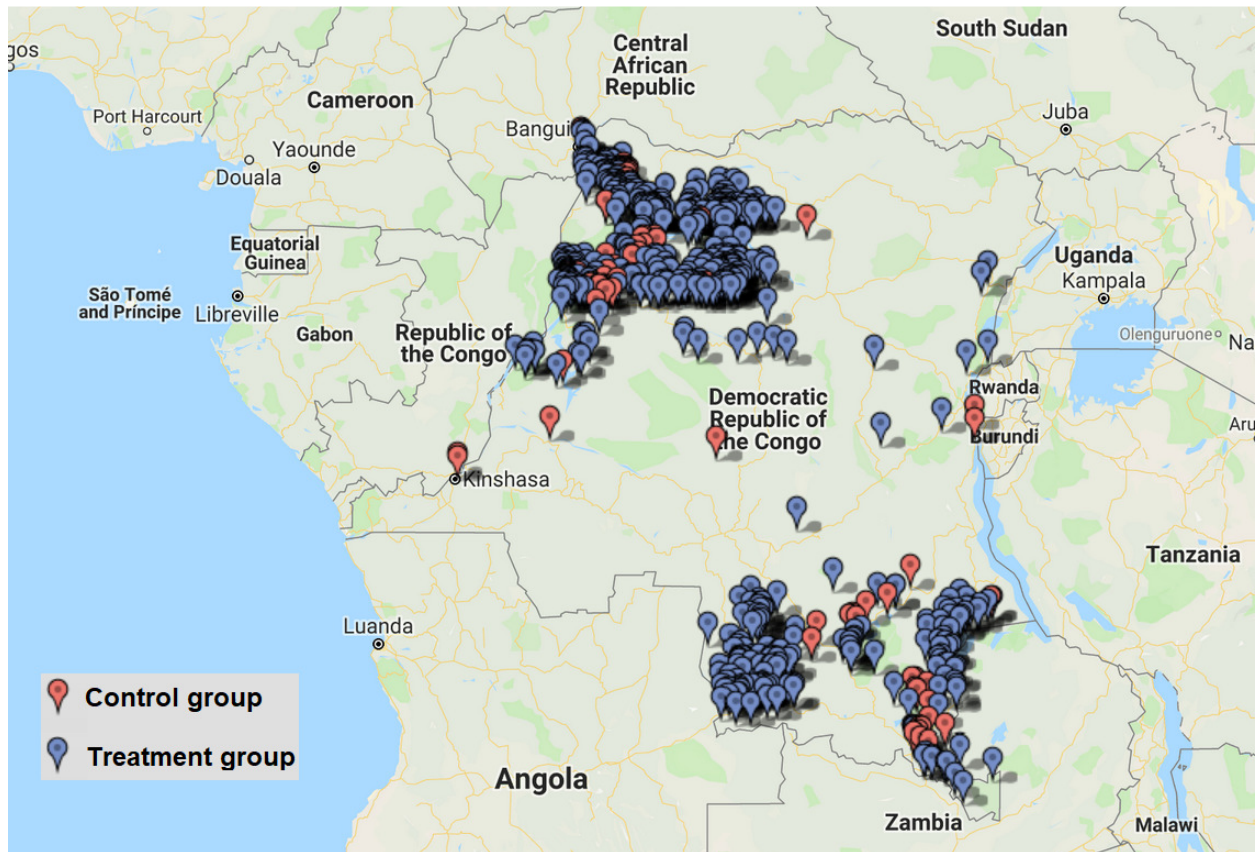 South Sudan
Central
African
Republic
gos
Cameroon
Port Harcourt
Bangui
Juba
Yaounde
Douala
Equatorial
Guinea
Uganda
Kampala
São Tomé
and Príncipe
Libreville
Gabon
Republic of
the Congo
Olenguruone
Na
Rwanda
Democratic
Republic of
the Congo
Burundi
Aru
Kinshasa
Tanzania
Luanda
Control group
Treatment group
Angola
Zambia
Malawi